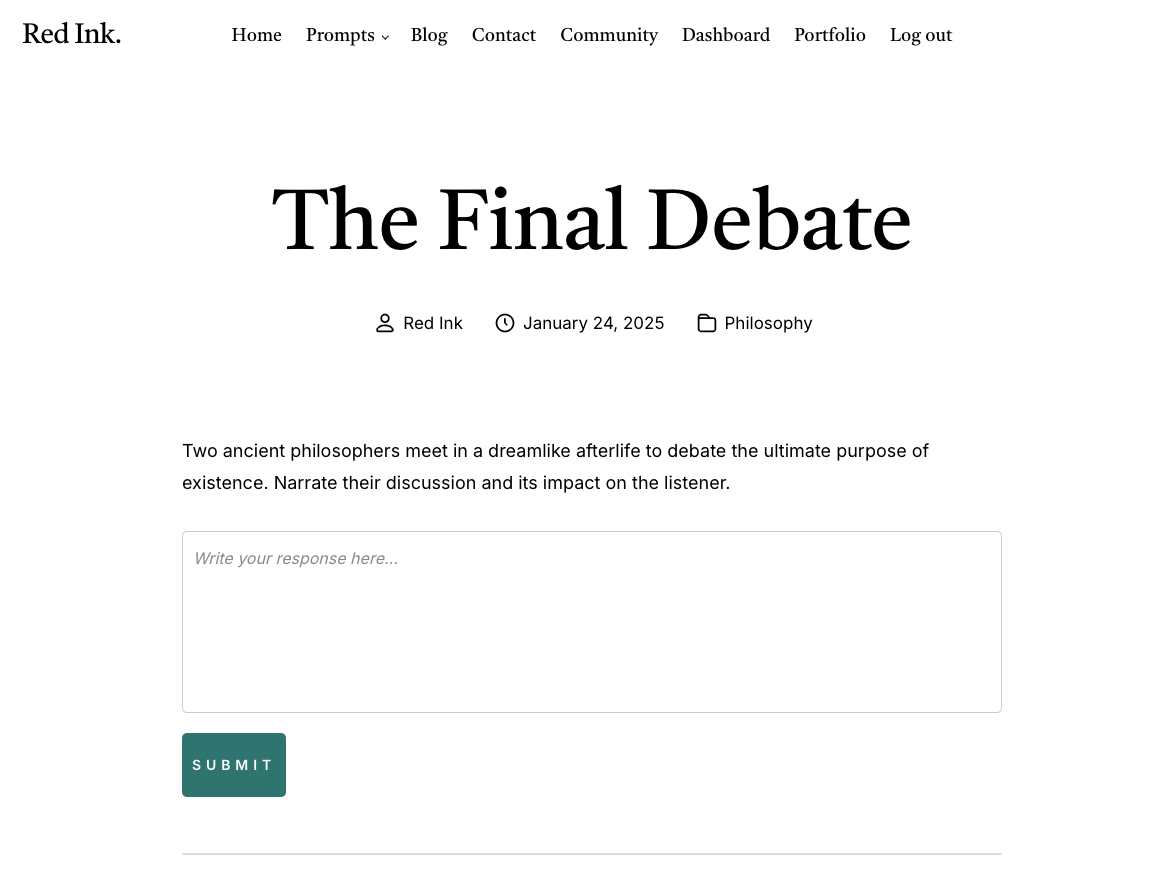 Red Ink.
Home Prompts Blog Contact Community Dashboard Portfolio Log out
The Final Debate
Red Ink January 24, 2025 Philosophy
Two ancient philosophers meet in a dreamlike afterlife to debate the ultimate purpose of
existence. Narrate their discussion and its impact on the listener.
Write your response here...
SUBMIT